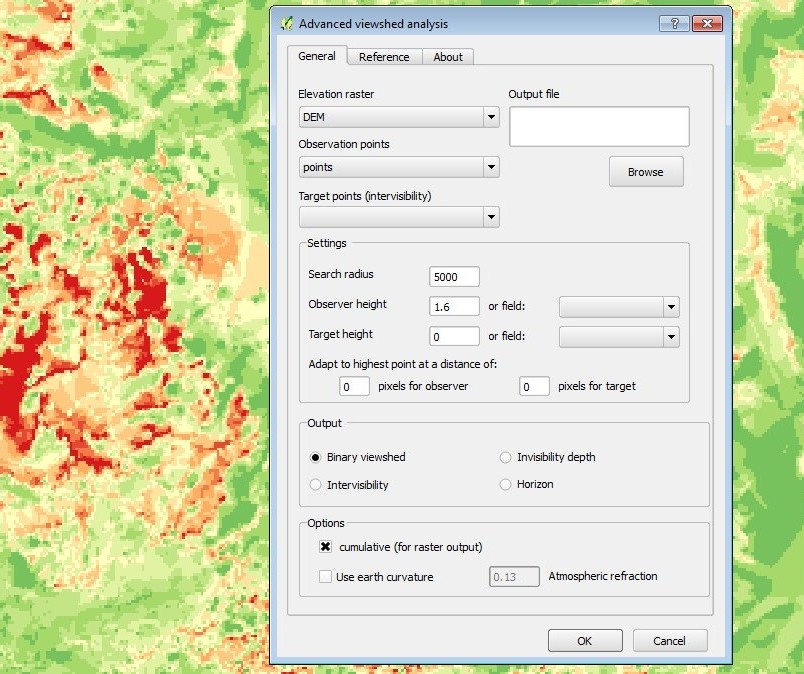 Advanced viewshed analysis
?
General Reference About
Elevation raster
Output file
DEM
Observation points
points
Browse
Target points (intervisibility)
Settings
Search radius 5000
Observer height 1.6 or field:
Target height 0 or field:
Adapt to highest point at a distance of:
0 pixels for observer 0 pixels for target
Output
Binary viewshed Invisibility depth
Intervisibility Horizon
Options
cumulative (for raster output)
Use earth curvature 0.13 Atmospheric refraction
OK Cancel